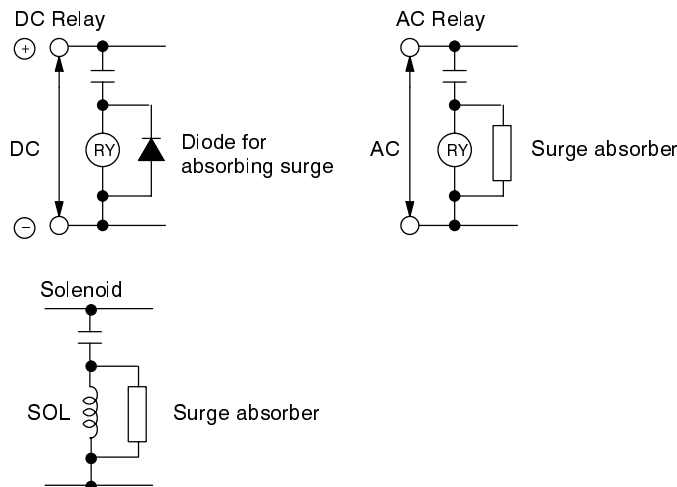 DC Relay
+
DC
RY
Diode for
absorbing surge
−
AC Relay
AC
RY
Surge absorber
Solenoid
SOL
Surge absorber